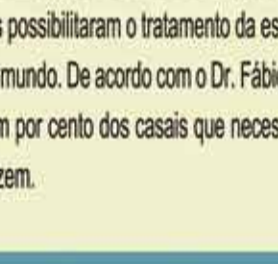 possibilitaram o tratamento da es
mundo. De acordo com o Dr. Fábi
m por cento dos casais que neces
zem.